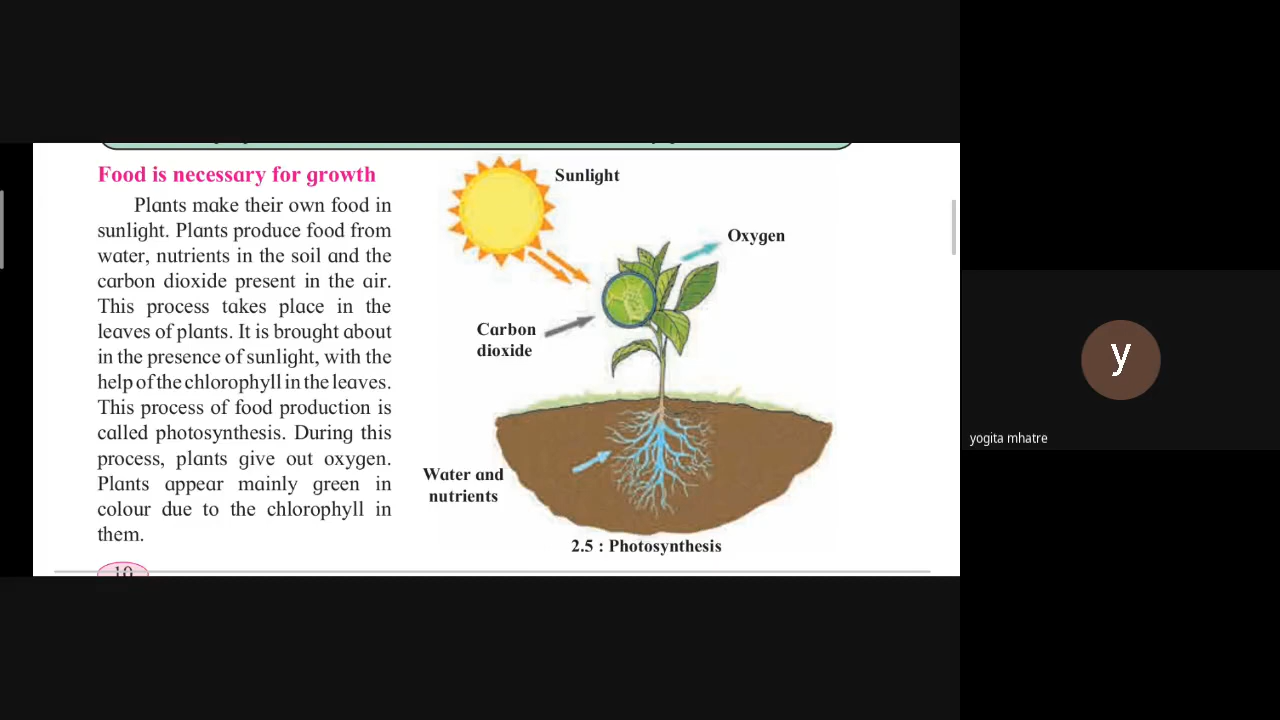 Food is necessary for growth
Plants make their own food in
sunlight. Plants produce food from
water, nutrients in the soil and the
carbon dioxide present in the air.
This process takes place in the
leaves of plants. It is brought about
in the presence of sunlight, with the
help of the chlorophyll in the leaves.
This process of food production is
called photosynthesis. During this
process, plants give out oxygen.
Plants appear mainly green in
colour due to the chlorophyll in
them.
Sunlight
Oxygen
Carbon
dioxide
Water and
nutrients
2.5 : Photosynthesis
10
y
yogita mhatre